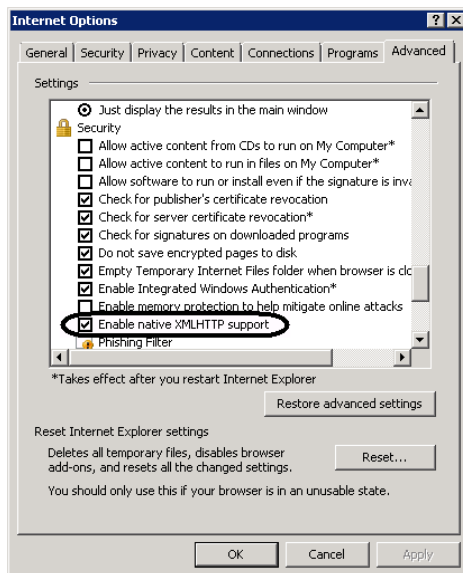 Internet Options
General Security Privacy Content Connections Programs Advanced
Settings
Just display the results in the main window
Security
Allow active content from CDs to run on My Computer*
Allow active content to run in files on My Computer*
Allow software to run or install even if the signature is inva
Check for publisher's certificate revocation
Check for server certificate revocation*
Check for signatures on downloaded programs
Do not save encrypted pages to disk
Empty Temporary Internet Files folder when browser is clo
Enable Integrated Windows Authentication*
Enable memory protection to help mitigate online attacks
Enable native XMLHTTP support
Phishing Filter
*Takes effect after you restart Internet Explorer
Restore advanced settings
Reset Internet Explorer settings
Deletes all temporary files, disables browser
add-ons, and resets all the changed settings.
Reset...
You should only use this if your browser is in an unusable state.
OK Cancel Apply